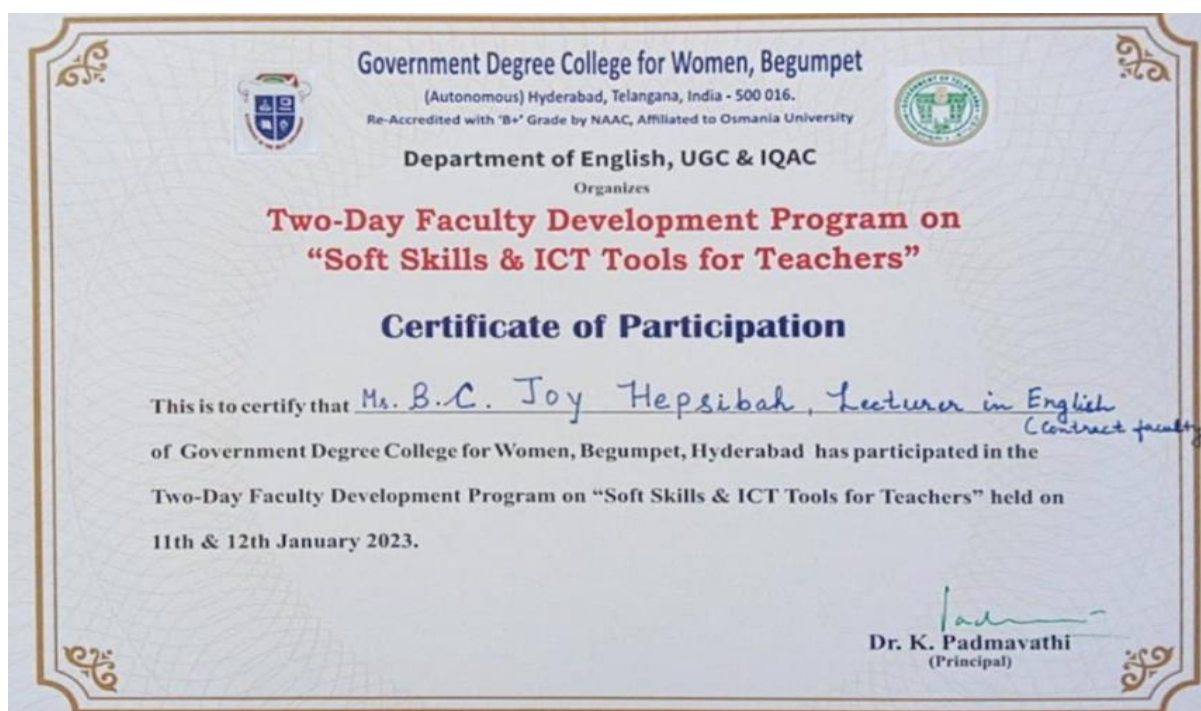 Government Degree College for Women, Begumpet
(Autonomous) Hyderabad, Telangana, India - 500 016.
Re-Accredited with 'B+' Grade by NAAC, Affiliated to Osmania University
Department of English, UGC & IQAC
Organizes
Two-Day Faculty Development Program on
“Soft Skills & ICT Tools for Teachers”
Certificate of Participation
This is to certify that Ms. B.C. Joy Hepsibah, Lecturer in English
(Contract faculty
of Government Degree College for Women, Begumpet, Hyderabad has participated in the
Two-Day Faculty Development Program on “Soft Skills & ICT Tools for Teachers” held on
11th & 12th January 2023.
Dr. K. Padmavathi
(Principal)